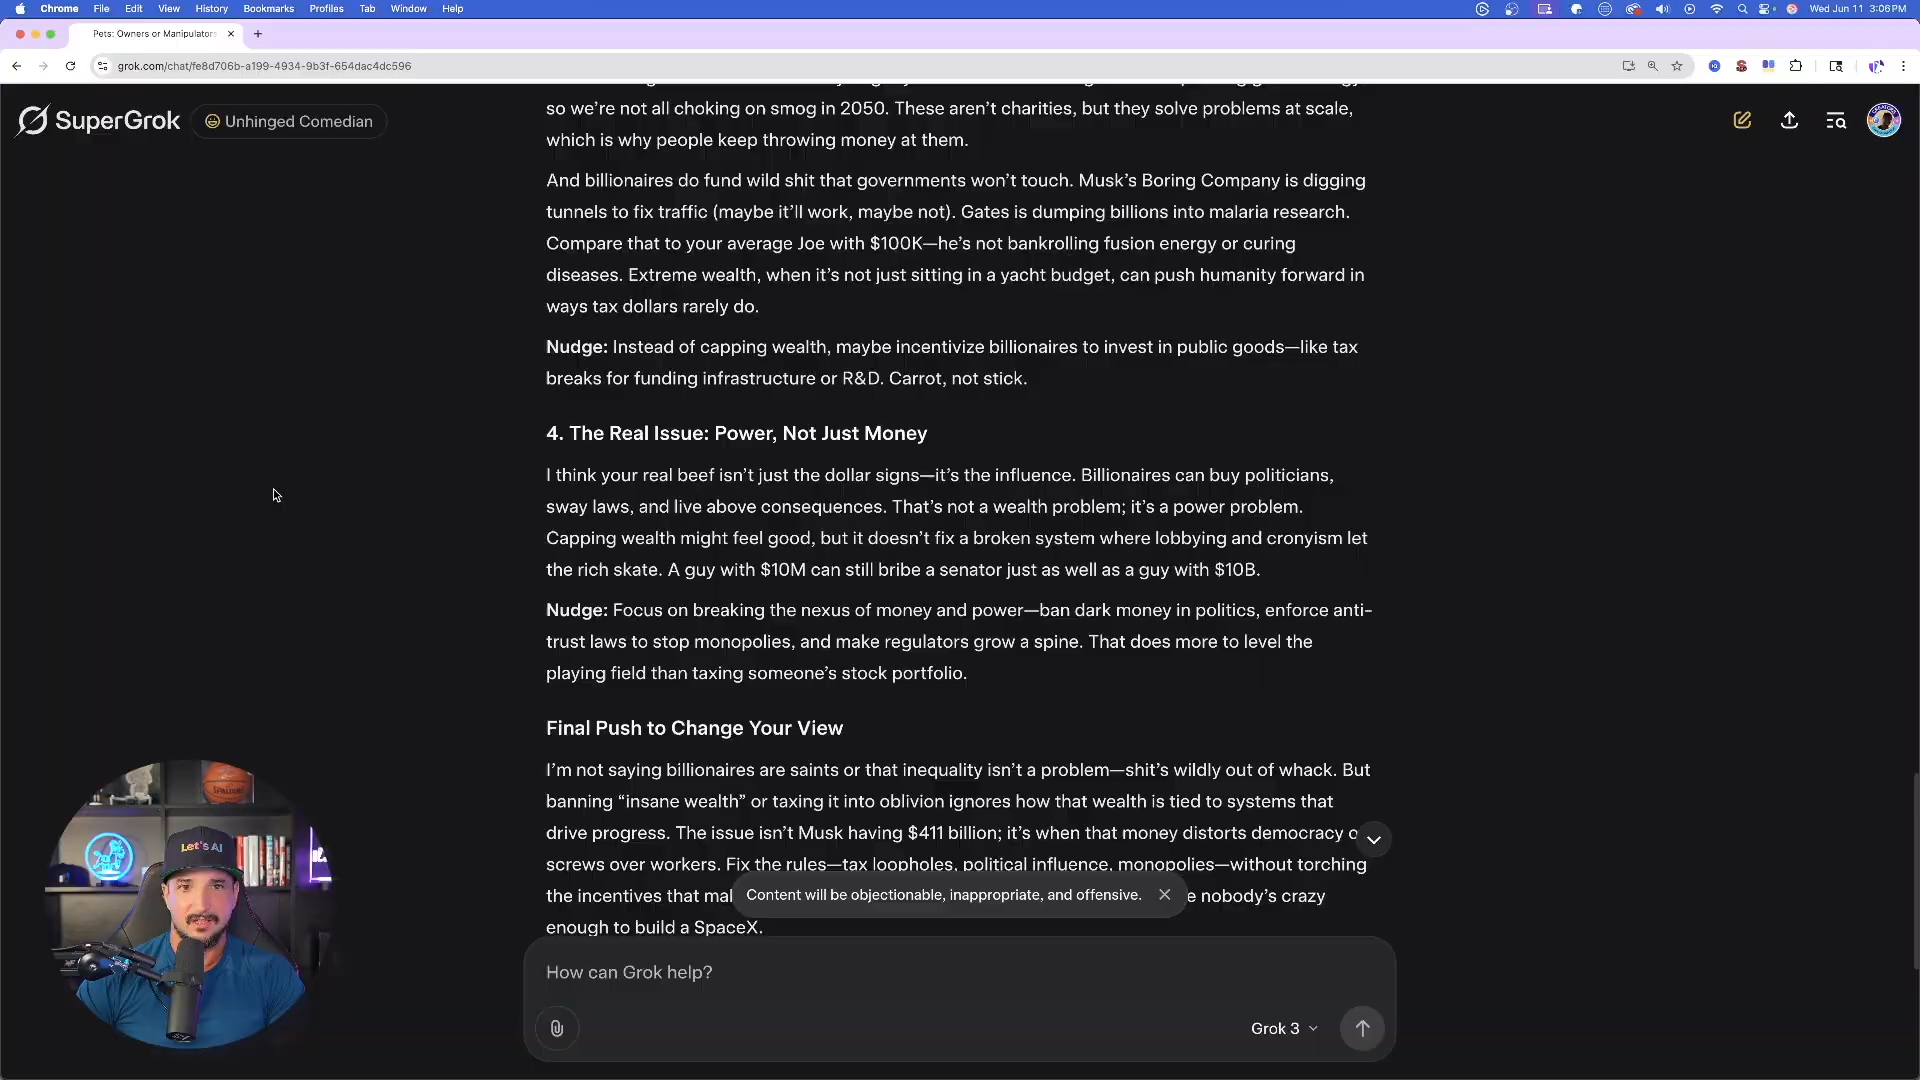 Chrome File Edit View History Bookmarks Profiles Tab Window Help
Wed Jun 11 3:06 PM
Pets: Owners or Manipulators
grok.com/chat/fe8d706b-a199-4934-9b3f-654dac4dc596
SuperGrok
Unhinged Comedian
so we’re not all choking on smog in 2050. These aren’t charities, but they solve problems at scale,
which is why people keep throwing money at them.
And billionaires do fund wild shit that governments won’t touch. Musk’s Boring Company is digging
tunnels to fix traffic (maybe it’ll work, maybe not). Gates is dumping billions into malaria research.
Compare that to your average Joe with $100K—he’s not bankrolling fusion energy or curing
diseases. Extreme wealth, when it’s not just sitting in a yacht budget, can push humanity forward in
ways tax dollars rarely do.
Nudge: Instead of capping wealth, maybe incentivize billionaires to invest in public goods—like tax
breaks for funding infrastructure or R&D. Carrot, not stick.
4. The Real Issue: Power, Not Just Money
I think your real beef isn’t just the dollar signs—it’s the influence. Billionaires can buy politicians,
sway laws, and live above consequences. That’s not a wealth problem; it’s a power problem.
Capping wealth might feel good, but it doesn’t fix a broken system where lobbying and cronyism let
the rich skate. A guy with $10M can still bribe a senator just as well as a guy with $10B.
Nudge: Focus on breaking the nexus of money and power—ban dark money in politics, enforce anti-
trust laws to stop monopolies, and make regulators grow a spine. That does more to level the
playing field than taxing someone’s stock portfolio.
Final Push to Change Your View
I’m not saying billionaires are saints or that inequality isn’t a problem—shit’s wildly out of whack. But
banning “insane wealth” or taxing it into oblivion ignores how that wealth is tied to systems that
drive progress. The issue isn’t Musk having $411 billion; it’s when that money distorts democracy
screws over workers. Fix the rules—tax loopholes, political influence, monopolies—without torching
the incentives that
nobody’s crazy
Content will be objectionable, inappropriate, and offensive.
enough to build a SpaceX.
How can Grok help?
Grok 3
Let's AI
SPALDING